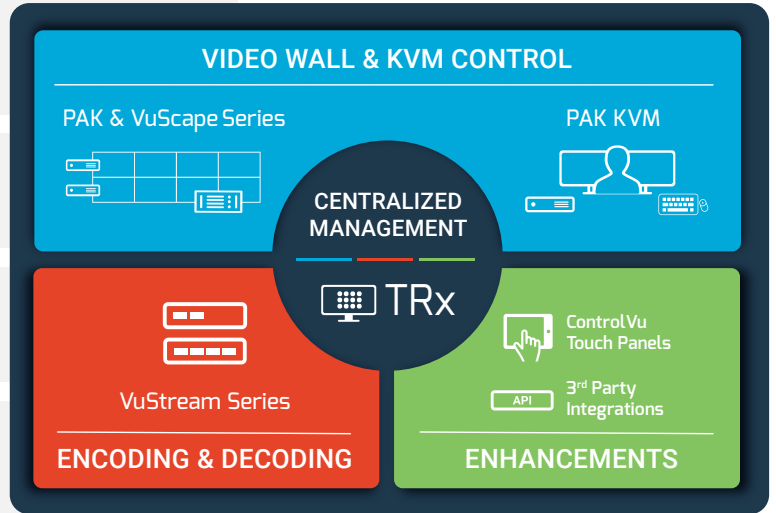 VIDEO WALL & KVM CONTROL
PAK & VuScape Series
PAK KVM
CENTRALIZED
MANAGEMENT
TRx
VuStream Series
ENCODING & DECODING
ControlVu
Touch Panels
API
3rd Party
Integrations
ENHANCEMENTS